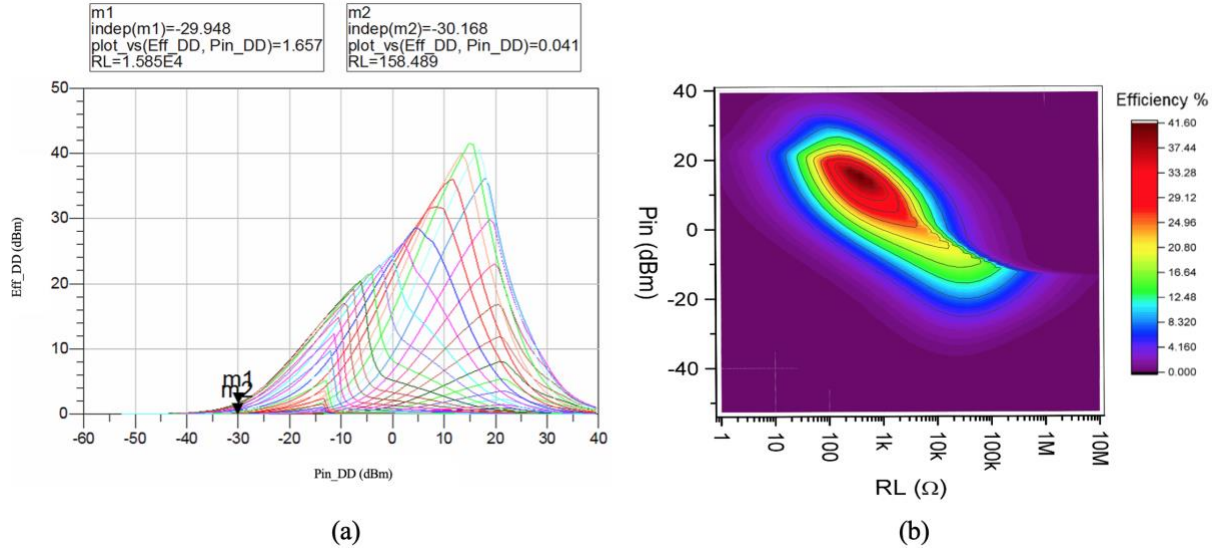 m1
indep(m1)=-29.948
plot_vs(Eff_DD, Pin_DD)=1.657
RL=1.585E4
m2
indep(m2)=-30.168
plot_vs(Eff_DD, Pin_DD)=0.041
RL=158.489
50
40
30
20
10
0
Eff_DD (dBm)
m1
m2
-60
-50
-40
-30
-20
-10
0
10
20
30
40
Pin_DD (dBm)
(a)
40
20
0
-20
-40
Pin (dBm)
1
10
100
1k
10k
100k
1M
10M
RL (Ω)
Efficiency %
41.60
37.44
33.28
29.12
24.96
20.80
16.64
12.48
8.320
4.160
0.000
(b)